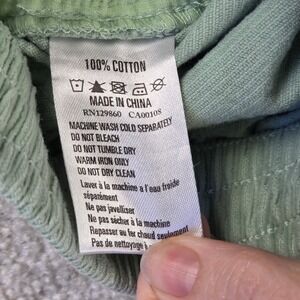 100% COTTON
MADE IN CHINA
RN129860 CA00108
MACHINE WASH COLD SEPARATELY
DO NOT BLEACH
DO NOT TUMBLE DRY
WARM IRON ONLY
DO NOT DRY CLEAN
Laver à la machine a l'eau froide
séparément
Ne pas javelliser
Ne pas sécher à la machine
Repasser au fer chaud seulement
Pas de nettoyage à